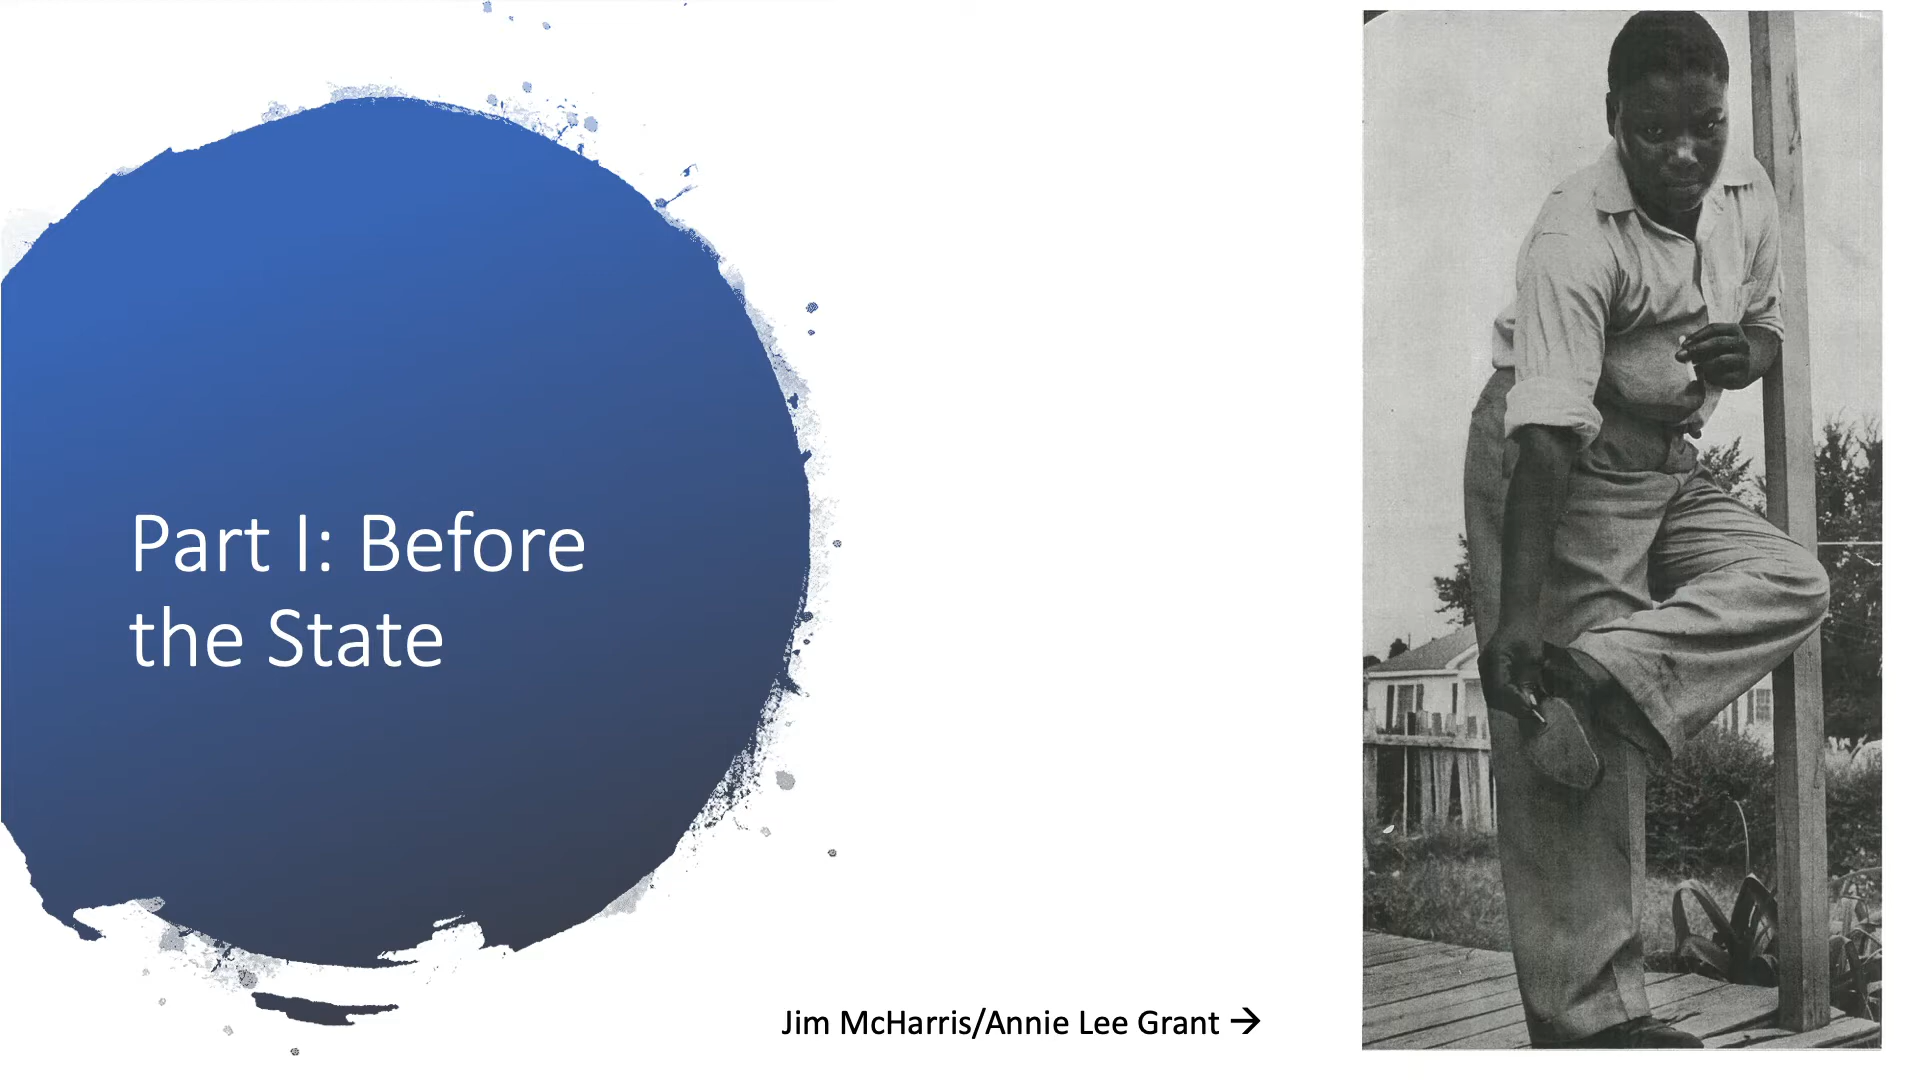 Part I: Before
the State
Jim McHarris/Annie Lee Grant →